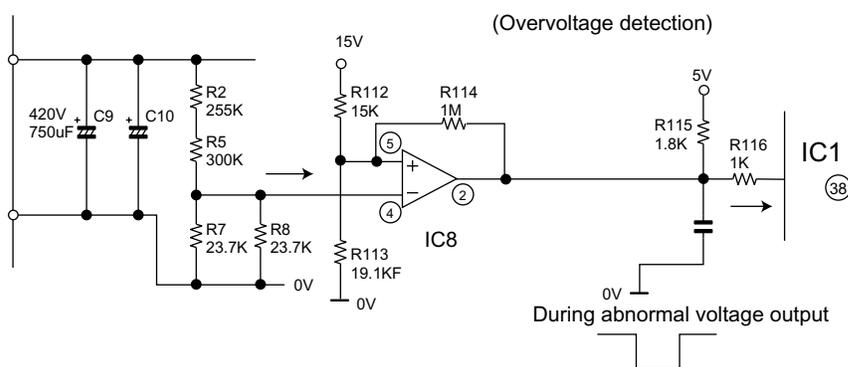 (Overvoltage detection)
15V
5V
R2
255K
R112
15K
R114
1M
420V
750uF
+
C9
+
C10
R5
300K
R115
1.8K
R116
1K
IC1
38
5
+
−
4
2
IC8
R7
23.7K
R8
23.7K
R113
19.1KF
0V
0V
0V
During abnormal voltage output